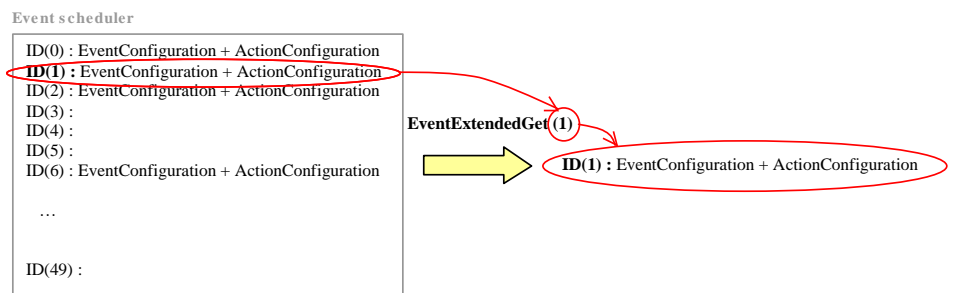 Event scheduler
ID(0) : EventConfiguration + ActionConfiguration
ID(1) : EventConfiguration + ActionConfiguration
ID(2) : EventConfiguration + ActionConfiguration
ID(3) :
ID(4) :
ID(5) :
ID(6) : EventConfiguration + ActionConfiguration
…
ID(49) :
EventExtendedGet (1)
ID(1) : EventConfiguration + ActionConfiguration